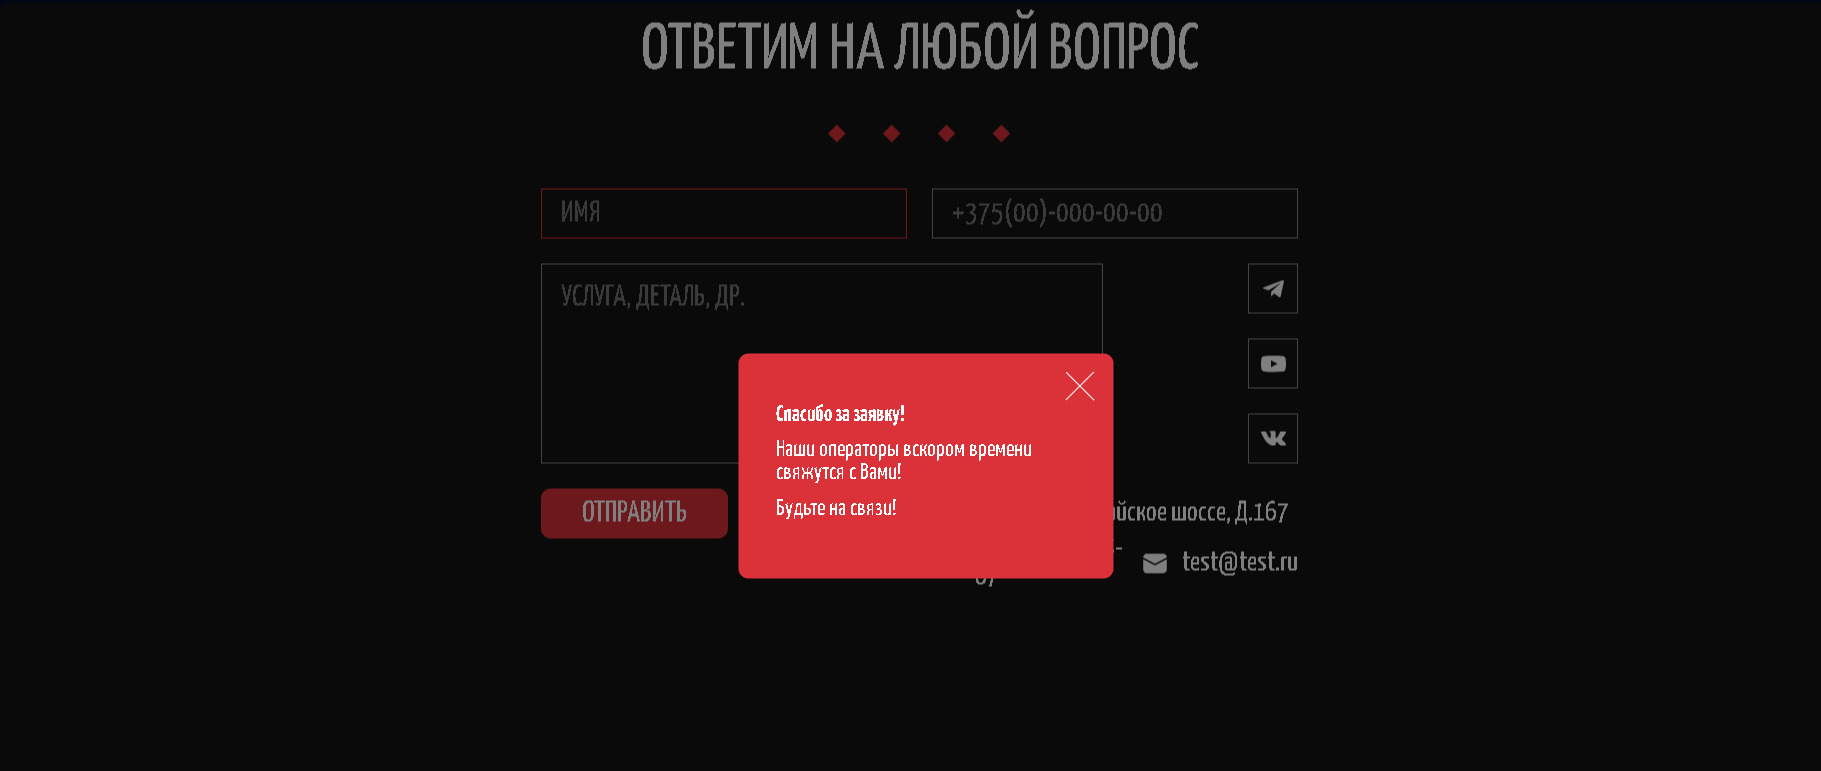 ОТВЕТИМ НА ЛЮБОЙ ВОПРОС
ИМЯ
+375(00)-000-00-00
УСЛУГА, ДЕТАЛЬ, ДР.
Спасибо за заявку!
Наши операторы вскором времени
свяжутся с Вами!
Будьте на связи!
ОТПРАВИТЬ
шоссе, Д.167
test@test.ru